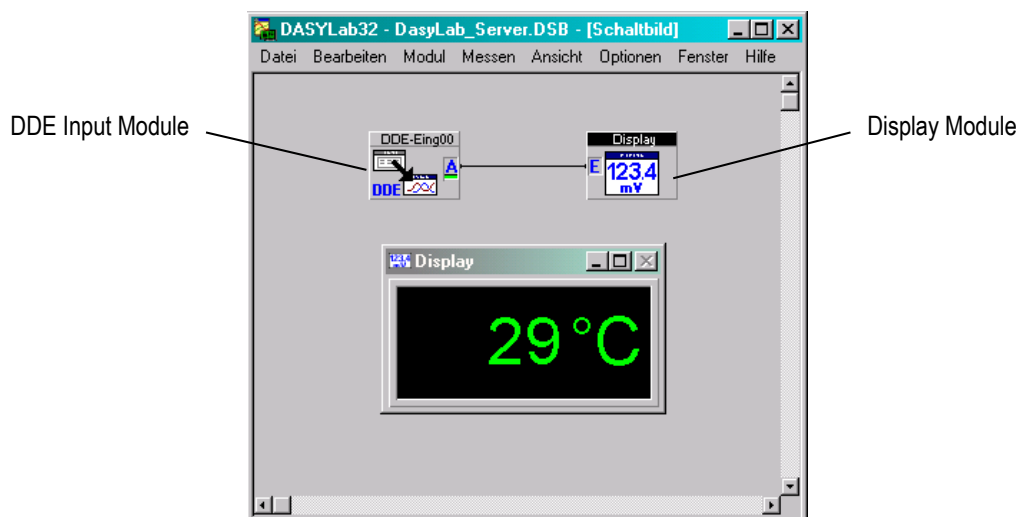 DASYLab32 - DasyLab_Server.DSB - [Schaltbild]
Datei Bearbeiten Modul Messen Ansicht Optionen Fenster Hilfe
DDE Input Module
Display Module
DDE-Eing00
DDE
A
Display
E
123.4
mV
Display
29°C